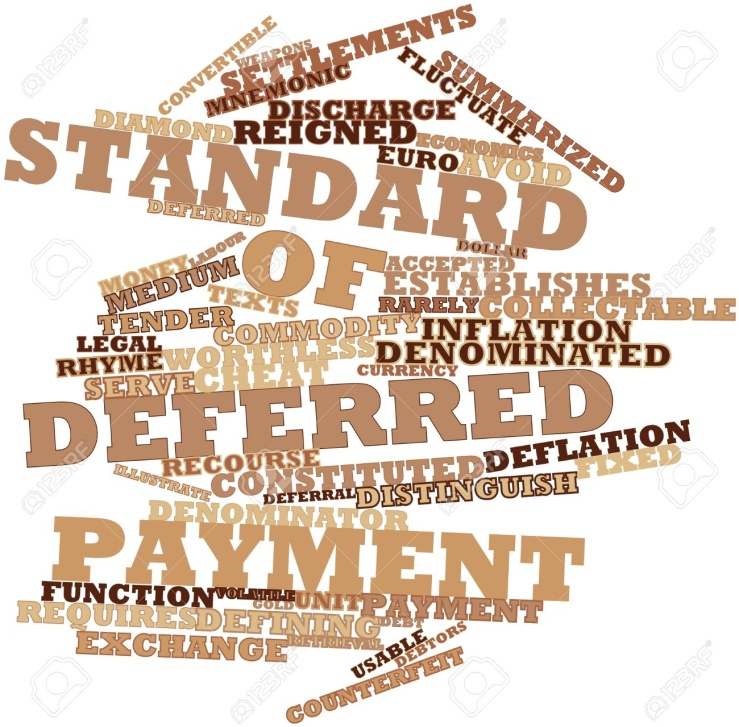 CONVERTIBLE
WEAPONS
SETTLEMENTS
MNEMONIC
FLUCTUATE
SUMMARIZED
DISCHARGE
DIAMOND
REIGNED
ECONOMICS
EURO
AVOID
STANDARD
DEFERRED
DOLLAR
LABOUR
MONEY
MEDIUM
OF
ACCEPTED
ESTABLISHES
TEXTS
RARELY
COLLECTABLE
TENDER
COMMODITY
INFLATION
LEGAL
RHYME
WORTHLESS
DENOMINATED
SERVE
CHEAT
CURRENCY
DEFERRED
RECOURSE
DEFLATION
ILLUSTRATE
CONSTITUTED
FIXED
DEFERRAL
DISTINGUISH
DENOMINATOR
PAYMENT
FUNCTION
VOLATILE
GOLD
UNIT
PAYMENT
REQUIRES
DEFINING
DEBT
EXCHANGE
RETRIEVAL
USABLE
DEBTORS
COUNTERFEIT
123RF